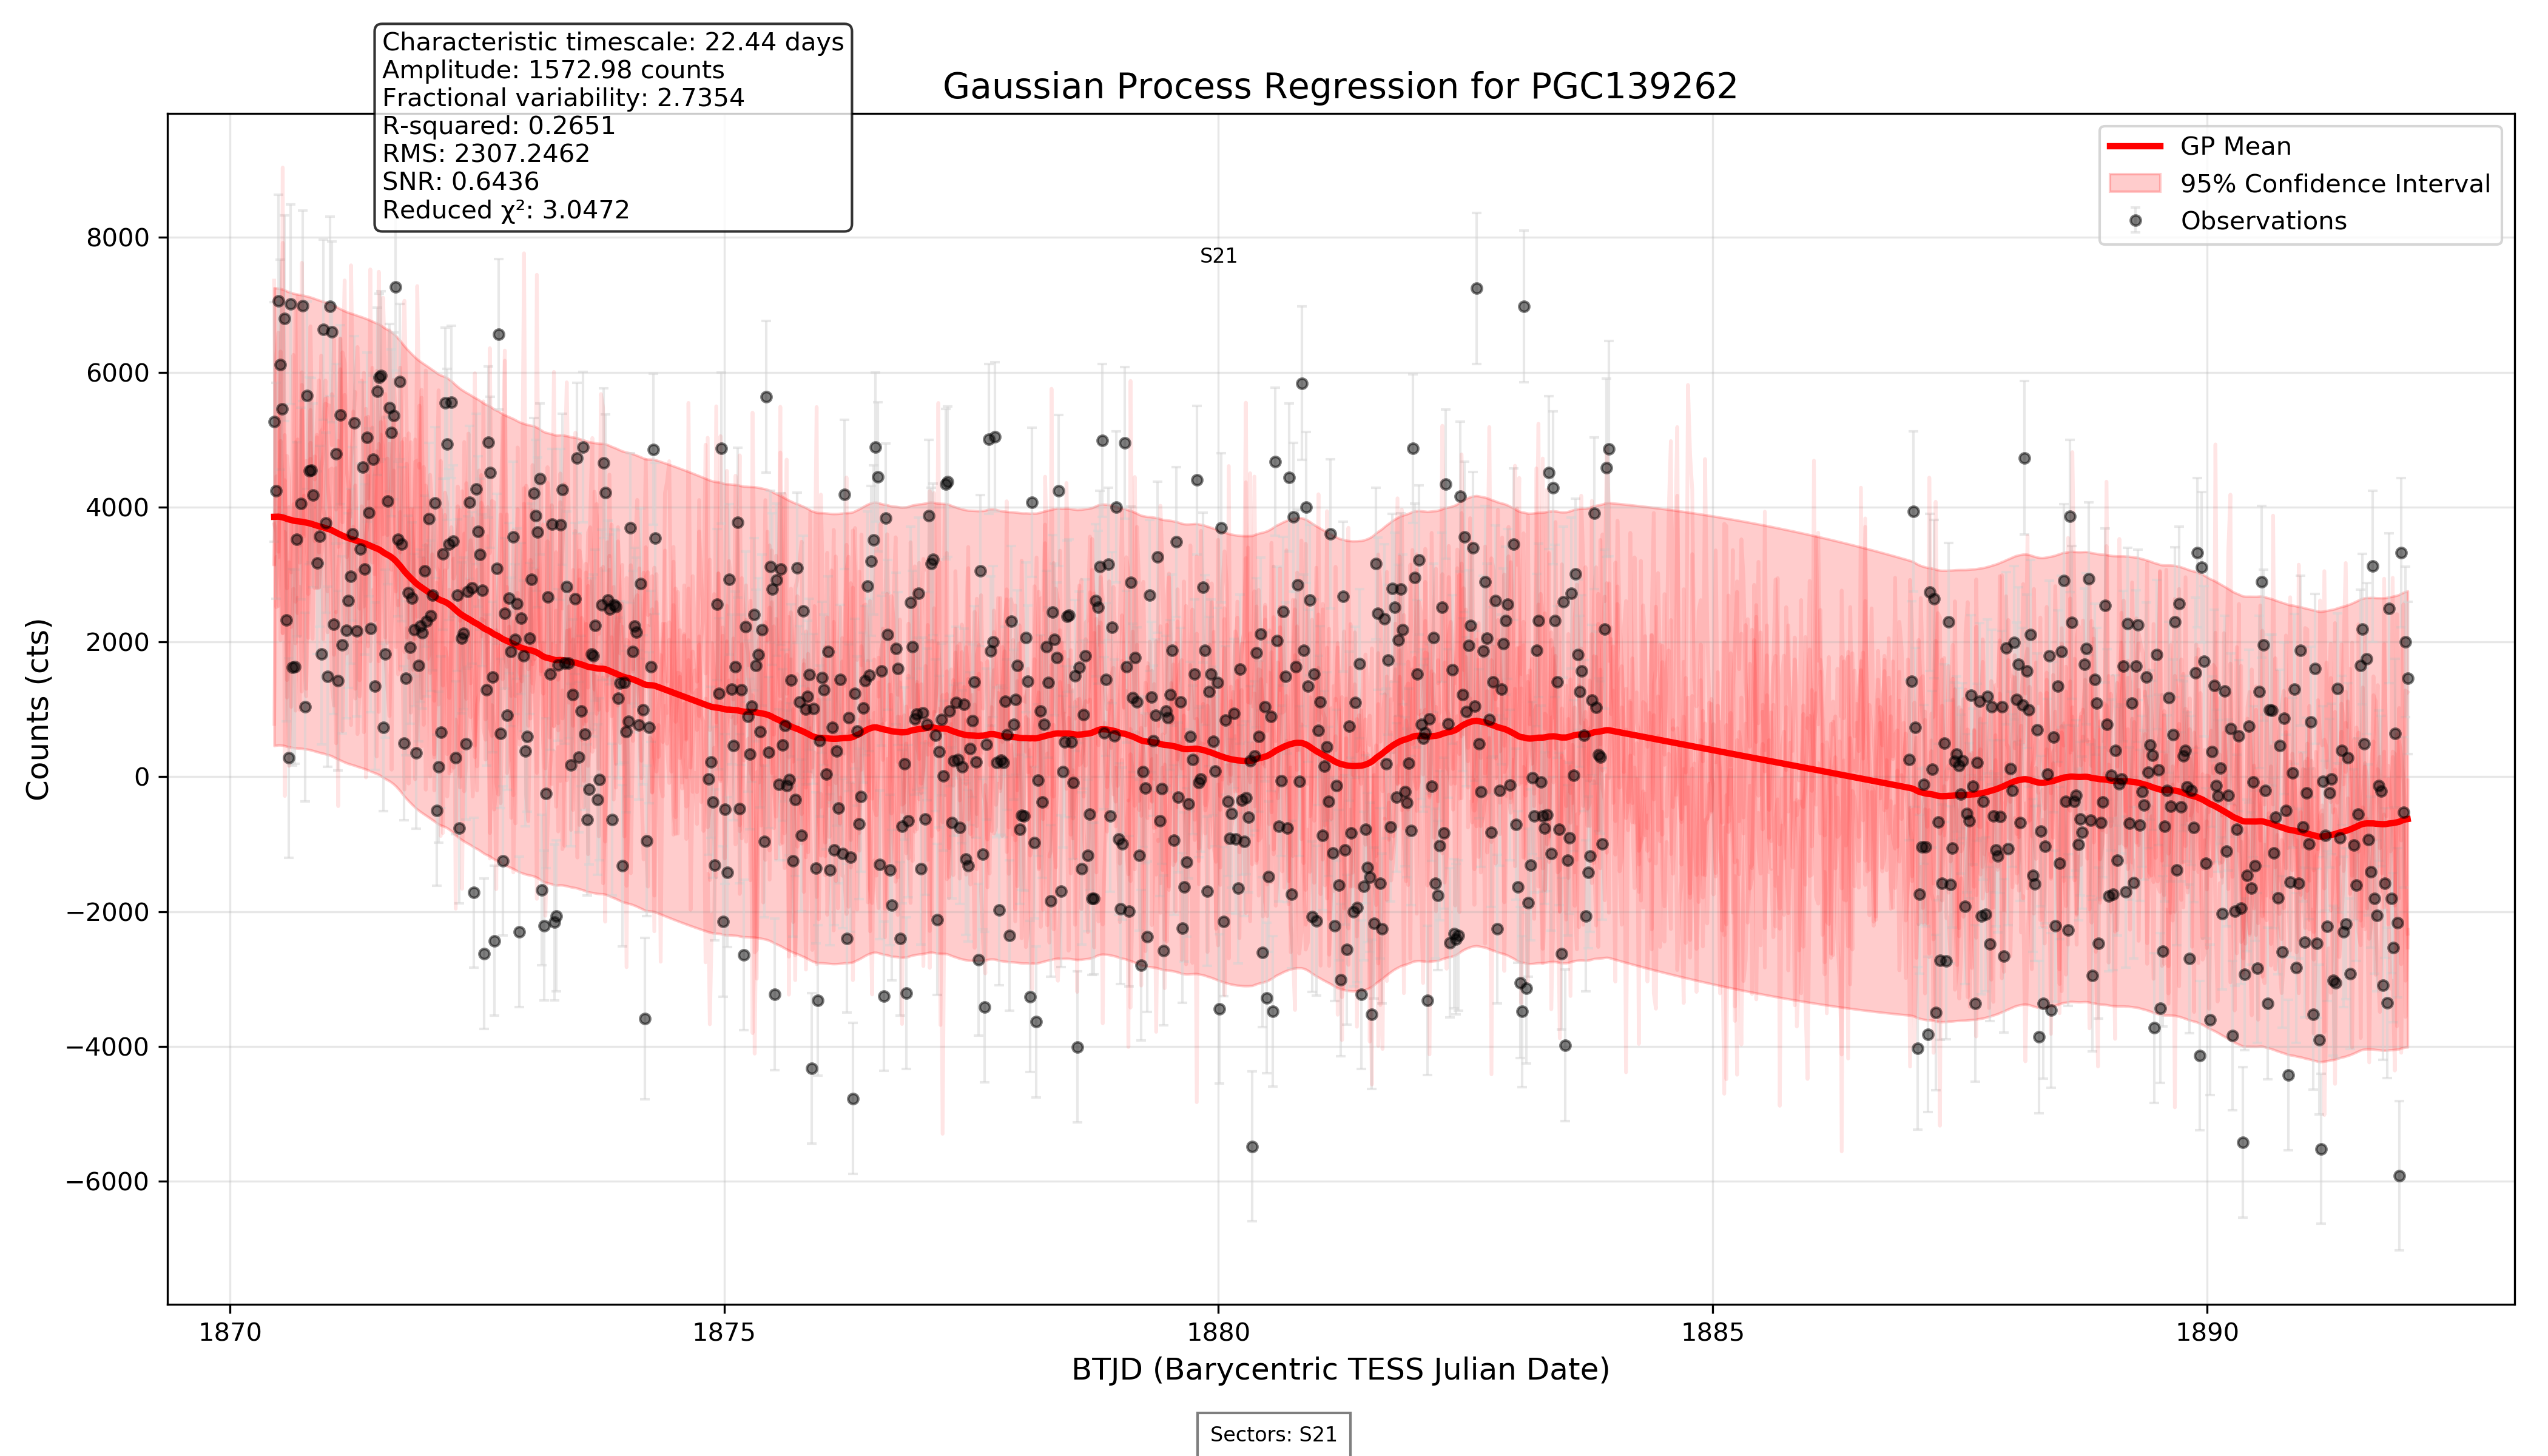 Characteristic timescale: 22.44 days
Amplitude: 1572.98 counts
Fractional variability: 2.7354
R-squared: 0.2651
RMS: 2307.2462
SNR: 0.6436
Reduced χ²: 3.0472
Gaussian Process Regression for PGC139262
GP Mean
95% Confidence Interval
Observations
S21
Counts (cts)
8000
6000
4000
2000
0
−2000
−4000
−6000
1870
1875
1880
1885
1890
BTJD (Barycentric TESS Julian Date)
Sectors: S21